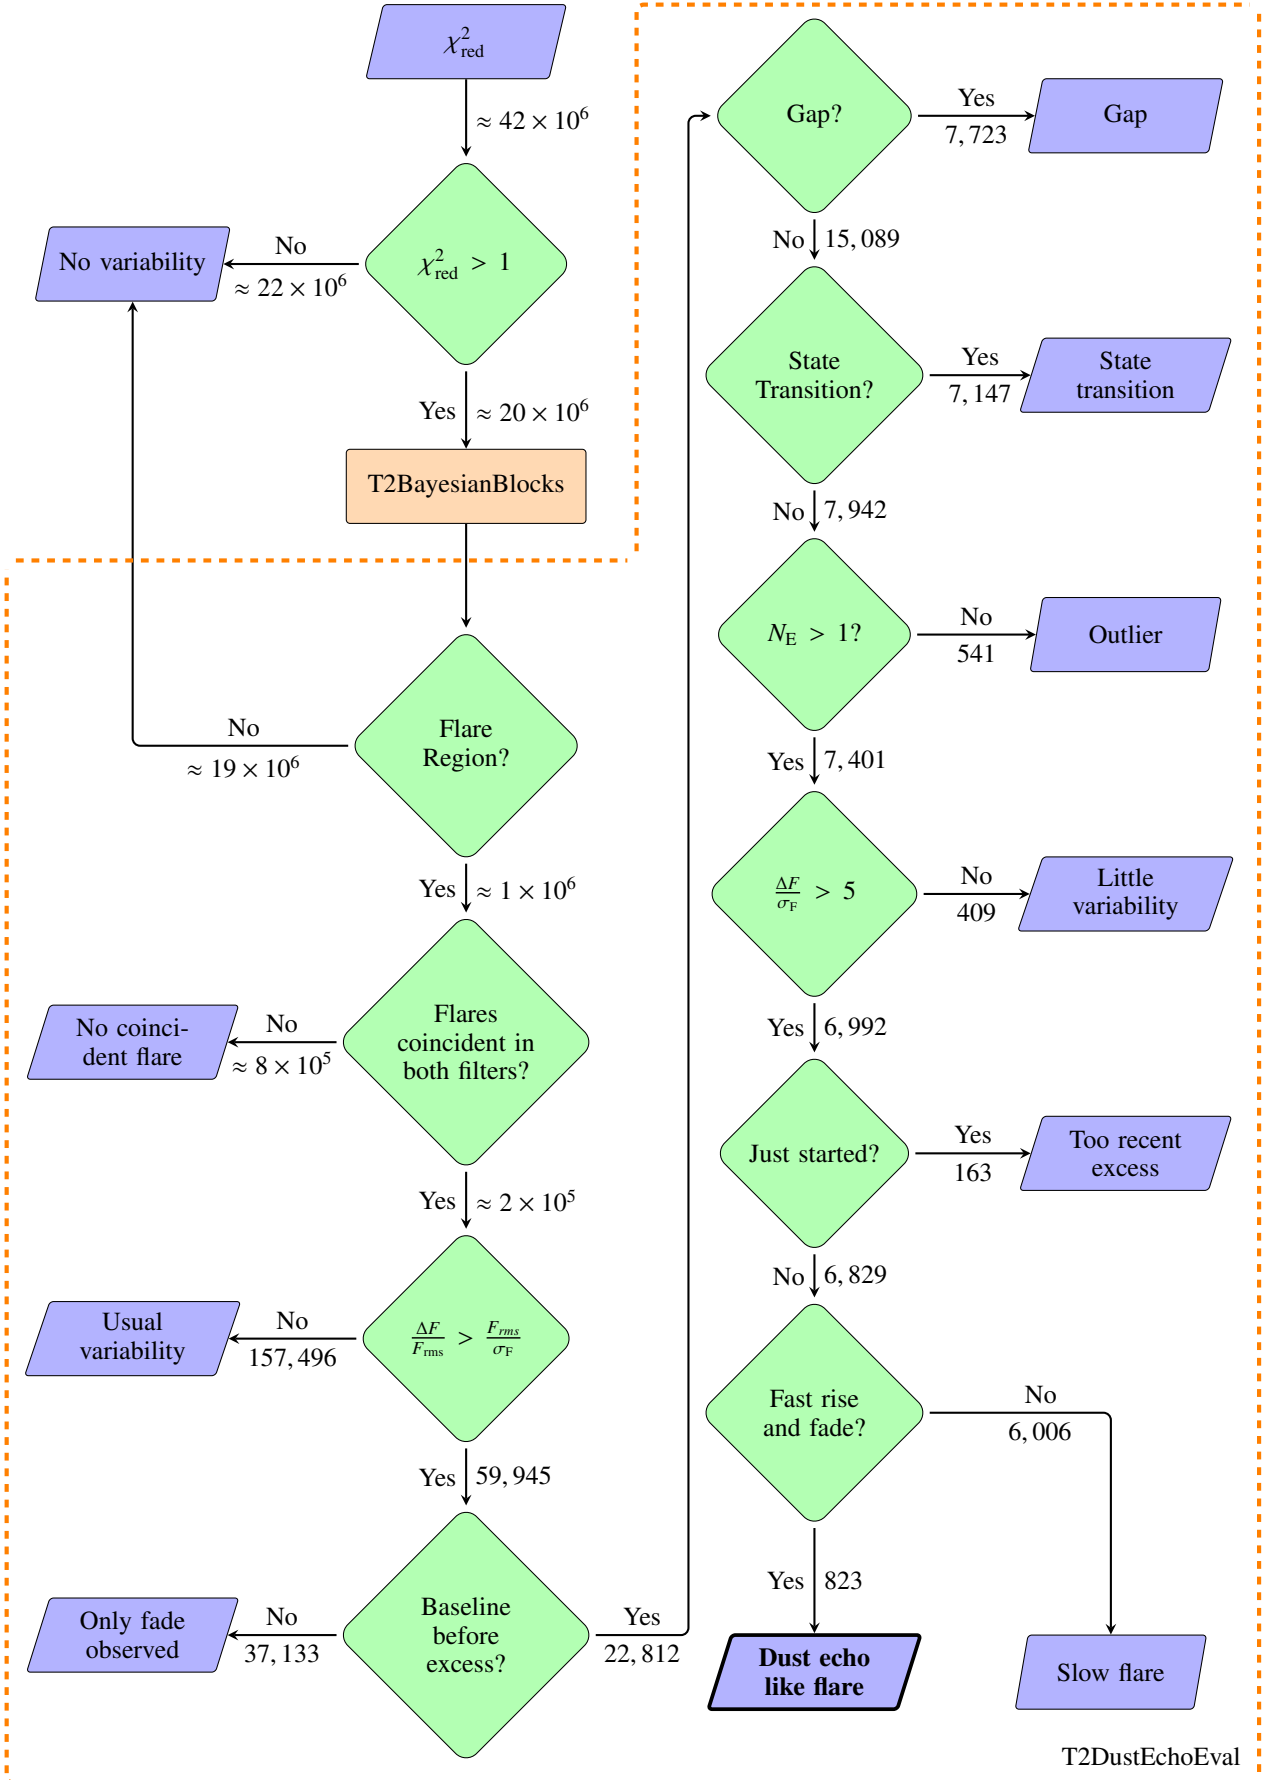 χ²red
≈ 42 × 10⁶
χ²red > 1
No
≈ 22 × 10⁶
No variability
Yes ≈ 20 × 10⁶
T2BayesianBlocks
Flare
Region?
No
≈ 19 × 10⁶
Yes ≈ 1 × 10⁶
Flares
coincident in
both filters?
No
≈ 8 × 10⁵
No coinci-
dent flare
Yes ≈ 2 × 10⁵
ΔF/Frms > Frms/σF
No
157,496
Usual
variability
Yes 59,945
Baseline
before
excess?
No
37,133
Only fade
observed
Yes
22,812
Gap?
Yes
7,723
Gap
No 15,089
State
Transition?
Yes
7,147
State
transition
No 7,942
NE > 1?
No
541
Outlier
Yes 7,401
ΔF/σF > 5
No
409
Little
variability
Yes 6,992
Just started?
Yes
163
Too recent
excess
No 6,829
Fast rise
and fade?
No
6,006
Slow flare
Yes 823
Dust echo
like flare
T2DustEchoEval